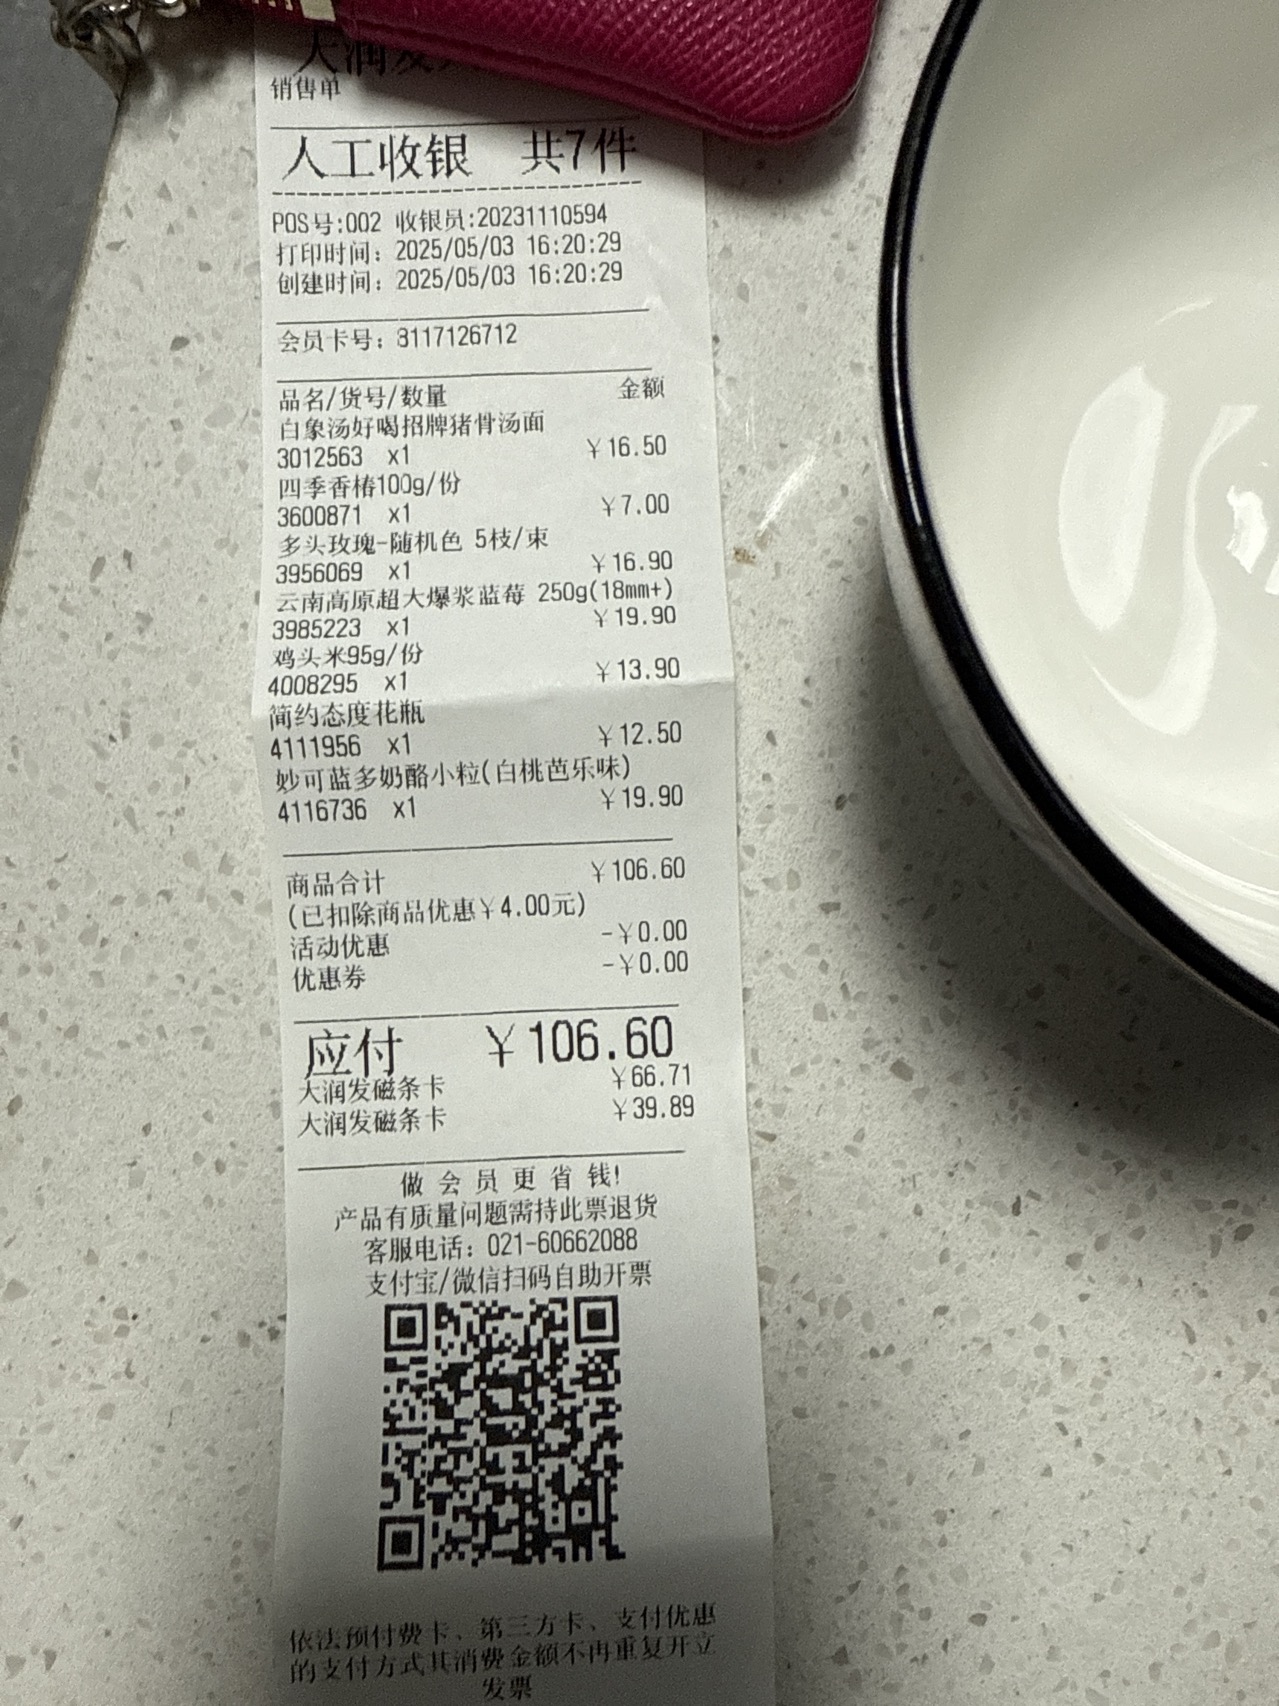 大润发
销售单
人工收银 共7件
POS号:002 收银员:20231110594
打印时间：2025/05/03 16:20:29
创建时间：2025/05/03 16:20:29
会员卡号：3117126712
品名/货号/数量 金额
白象汤好喝招牌猪骨汤面
3012563 x1 ￥16.50
四季香椿100g/份
3600871 x1 ￥7.00
多头玫瑰-随机色 5枝/束
3956069 x1 ￥16.90
云南高原超大爆浆蓝莓 250g(18mm+)
3985223 x1 ￥19.90
鸡头米95g/份
4008295 x1 ￥13.90
简约态度花瓶
4111956 x1 ￥12.50
妙可蓝多奶酪小粒(白桃芭乐味)
4116736 x1 ￥19.90
商品合计 ￥106.60
(已扣除商品优惠￥4.00元)
活动优惠 -￥0.00
优惠券 -￥0.00
应付 ￥106.60
大润发磁条卡 ￥66.71
大润发磁条卡 ￥39.89
做会员更省钱!
产品有质量问题需持此票退货
客服电话：021-60662088
支付宝/微信扫码自助开票
依法预付费卡、第三方卡、支付优惠
的支付方式其消费金额不再重复开立
发票